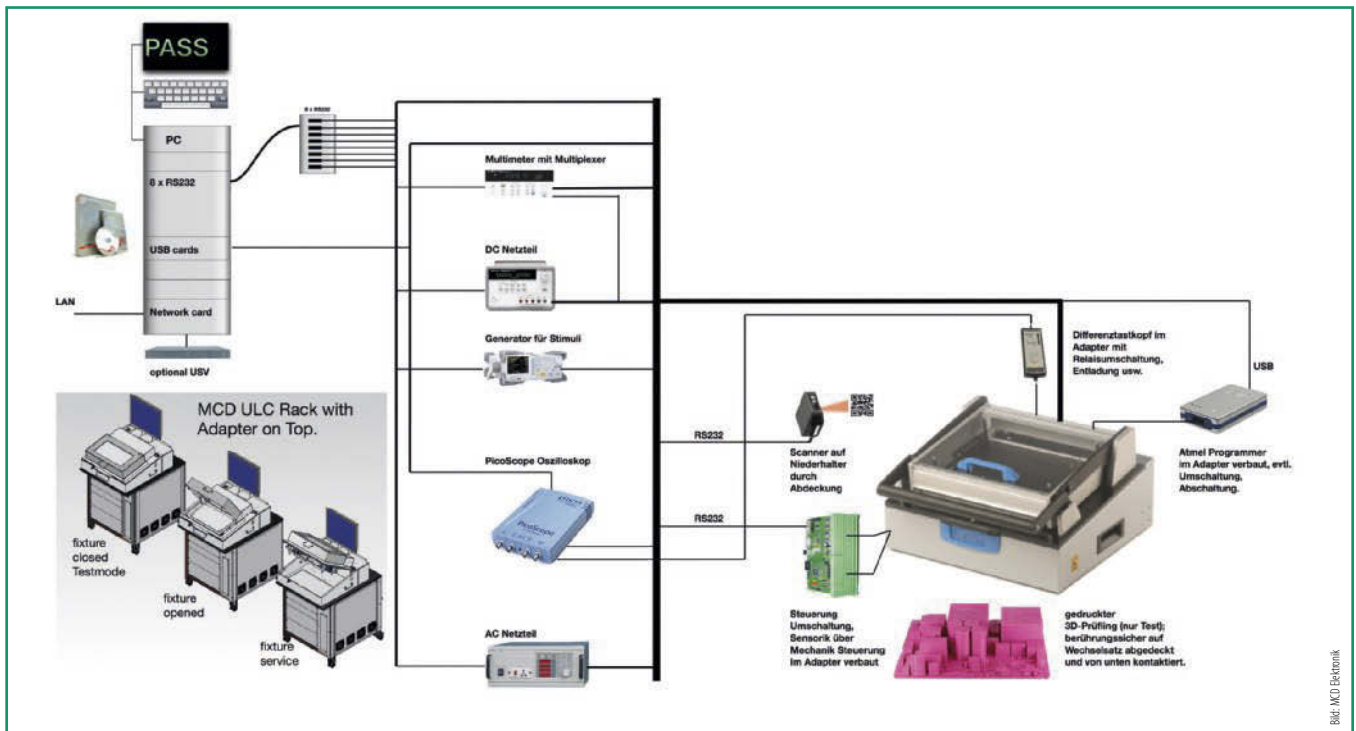 PASS
PC
8 x RS232
8 x RS232
USB cards
LAN
Network card
optional USV
MCD ULC Rack with
Adapter on Top.
fixture
closed
Testmode
fixture
opened
fixture
service
Multimeter mit Multiplexer
DC Netzteil
Generator für Stimuli
PicoScope Oszilloskop
PicoScope
AC Netzteil
RS232
Scanner auf
Niederhalter
durch
Abdeckung
RS232
Steuerung
Umschaltung,
Sensorik über
Mechanik Steuerung
im Adapter verbaut
Differenztastkopf im
Adapter mit
Relaisumschaltung,
Entladung usw.
USB
Atmel Programmer
im Adapter verbaut, evtl.
Umschaltung,
Abschaltung.
gedruckter
3D-Prüfling (nur Test);
berührungssicher auf
Wechselsatz abgedeckt
und von unten kontaktiert.
Bild: MCD Elektronik